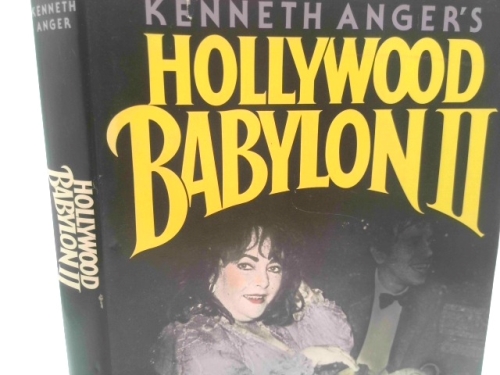 KENNETH
ANGER
HOLLYWOOD
BABYLON II
KENNETH ANGER'S
HOLLYWOOD
BABYLON II